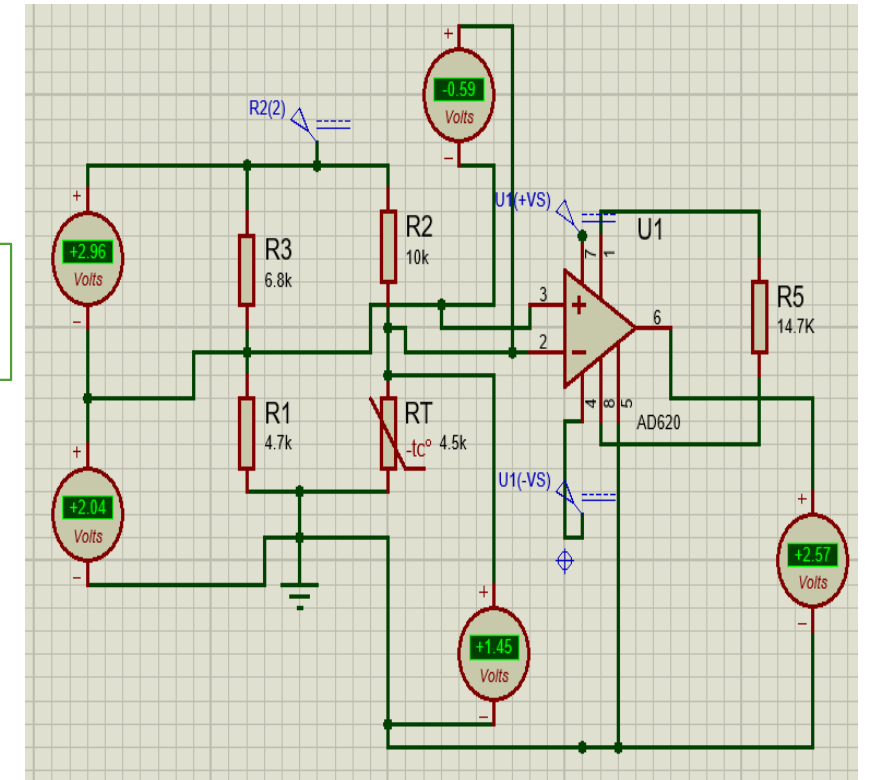 +
-0.59
Volts
−
R2(2)
+
+2.96
Volts
−
R3
6.8k
R2
10k
U1(+VS)
U1
7
1
3
+
2
−
6
R5
14.7K
4
8
5
AD620
R1
4.7k
RT
-tc°
4.5k
+
+2.04
Volts
−
U1(-VS)
+
+2.57
Volts
−
+
+1.45
Volts
−